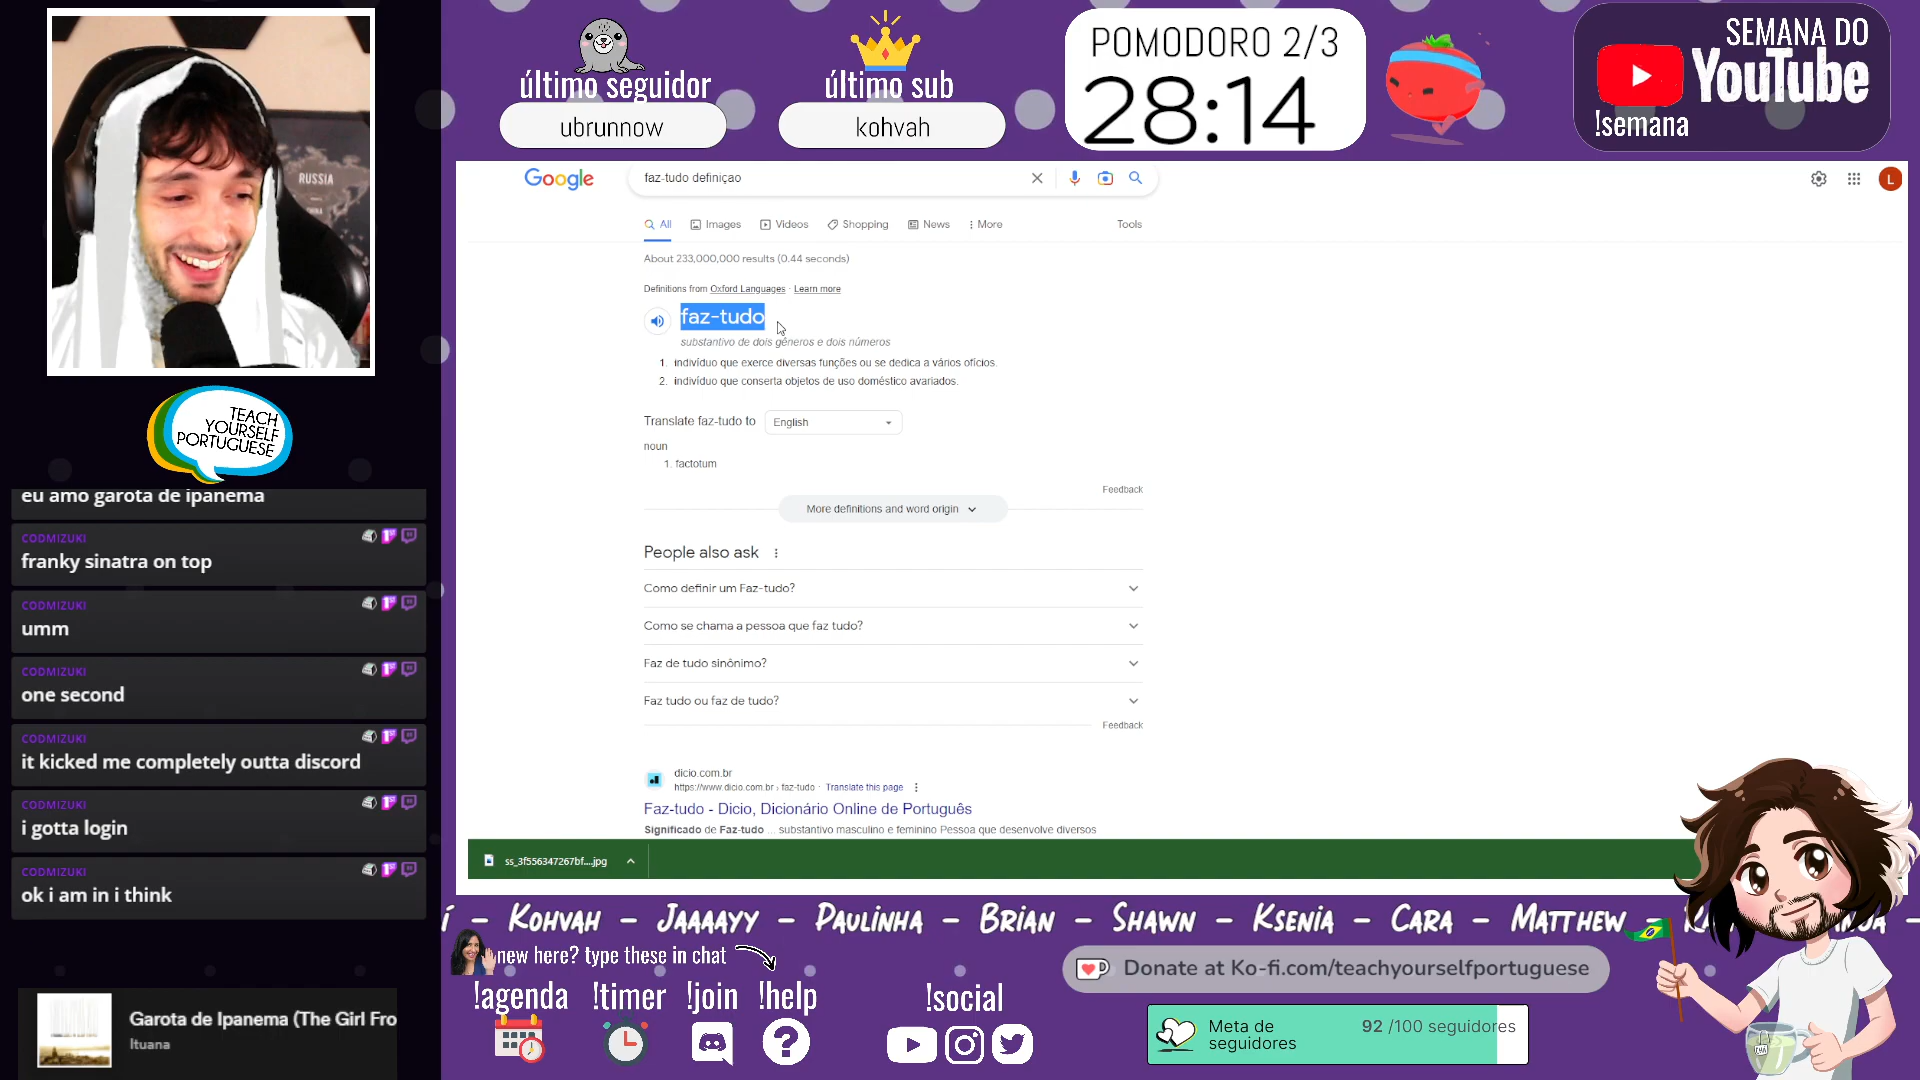 último seguidor
ubrunnow
último sub
kohvah
POMODORO 2/3
28:14
SEMANA DO
YouTube
!semana
RUSSIA
TEACH
YOURSELF
PORTUGUESE
eu amo garota de ipanema
CODMIZUKI
franky sinatra on top
CODMIZUKI
umm
CODMIZUKI
one second
CODMIZUKI
it kicked me completely outta discord
CODMIZUKI
i gotta login
CODMIZUKI
ok i am in i think
Garota de Ipanema (The Girl Fro
Ituana
Google
faz-tudo definiçao
L
All
Images
Videos
Shopping
News
More
Tools
About 233,000,000 results (0.44 seconds)
Definitions from Oxford Languages · Learn more
faz-tudo
substantivo de dois gêneros e dois números
1. indivíduo que exerce diversas funções ou se dedica a vários ofícios.
2. indivíduo que conserta objetos de uso doméstico avariados.
Translate faz-tudo to
English
noun
1. factotum
Feedback
More definitions and word origin
People also ask
Como definir um Faz-tudo?
Como se chama a pessoa que faz tudo?
Faz de tudo sinônimo?
Faz tudo ou faz de tudo?
Feedback
dicio.com.br
https://www.dicio.com.br › faz-tudo · Translate this page
Faz-tudo - Dicio, Dicionário Online de Português
Significado de Faz-tudo ... substantivo masculino e feminino Pessoa que desenvolve diversos
ss_3f556347267bf....jpg
- Kohvah - Jaaaayy - Paulinha - Brian - Shawn - Ksenia - Cara - Matthew -
new here? type these in chat
!agenda
!timer
!join
!help
!social
Donate at Ko-fi.com/teachyourselfportuguese
Meta de
seguidores
92 /100 seguidores